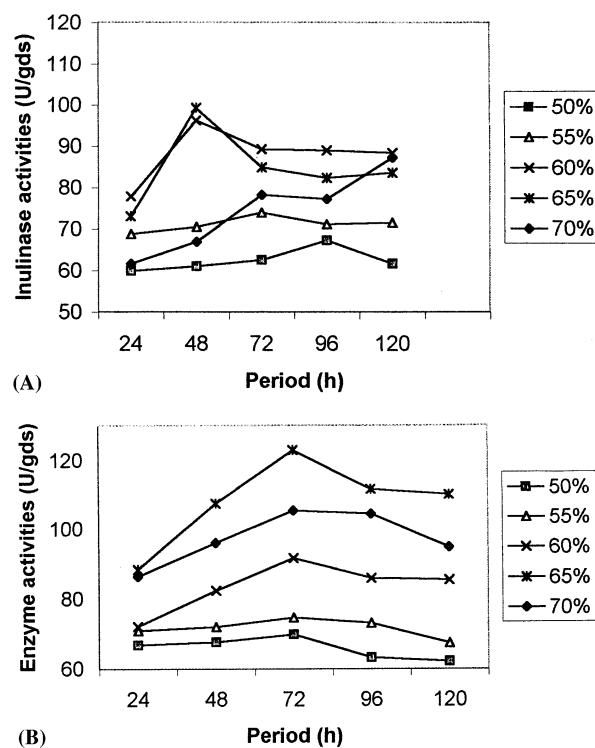 120
110
100
90
80
70
60
50
Inulinase activities (U/gds)
24 48 72 96 120
Period (h)
(A)
50%
55%
60%
65%
70%
120
100
80
60
Enzyme activities (U/gds)
24 48 72 96 120
Period (h)
(B)
50%
55%
60%
65%
70%